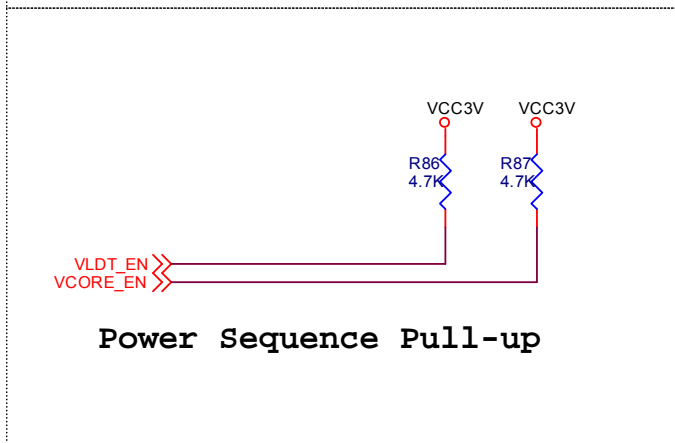 VCC3V VCC3V
R86 R87
4.7K 4.7K
VLDT_EN
VCORE_EN
Power Sequence Pull-up